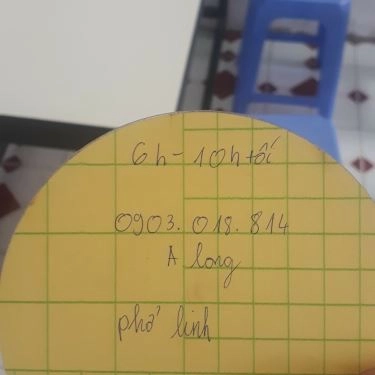 6h - 10h tối
0903.018.814
A long
phở linh